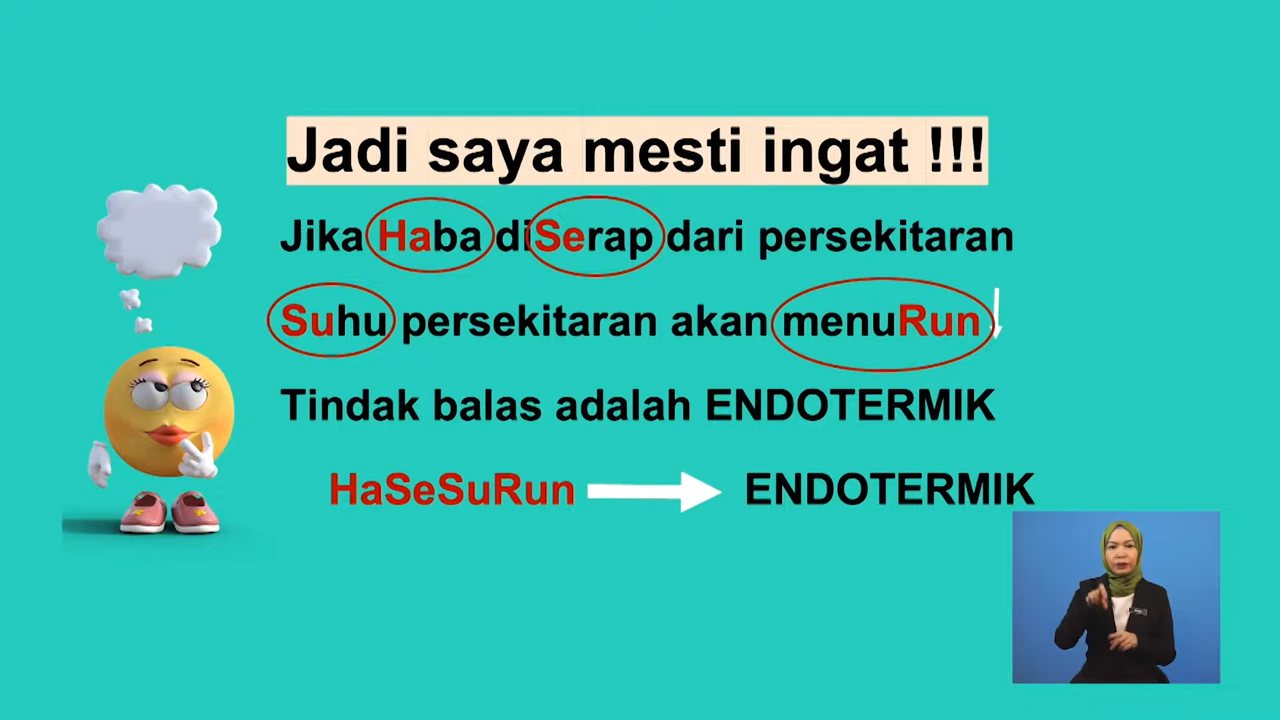 Jadi saya mesti ingat !!!
Jika Haba diSerap dari persekitaran
Suhu persekitaran akan menuRun
Tindak balas adalah ENDOTERMIK
HaSeSuRun ENDOTERMIK